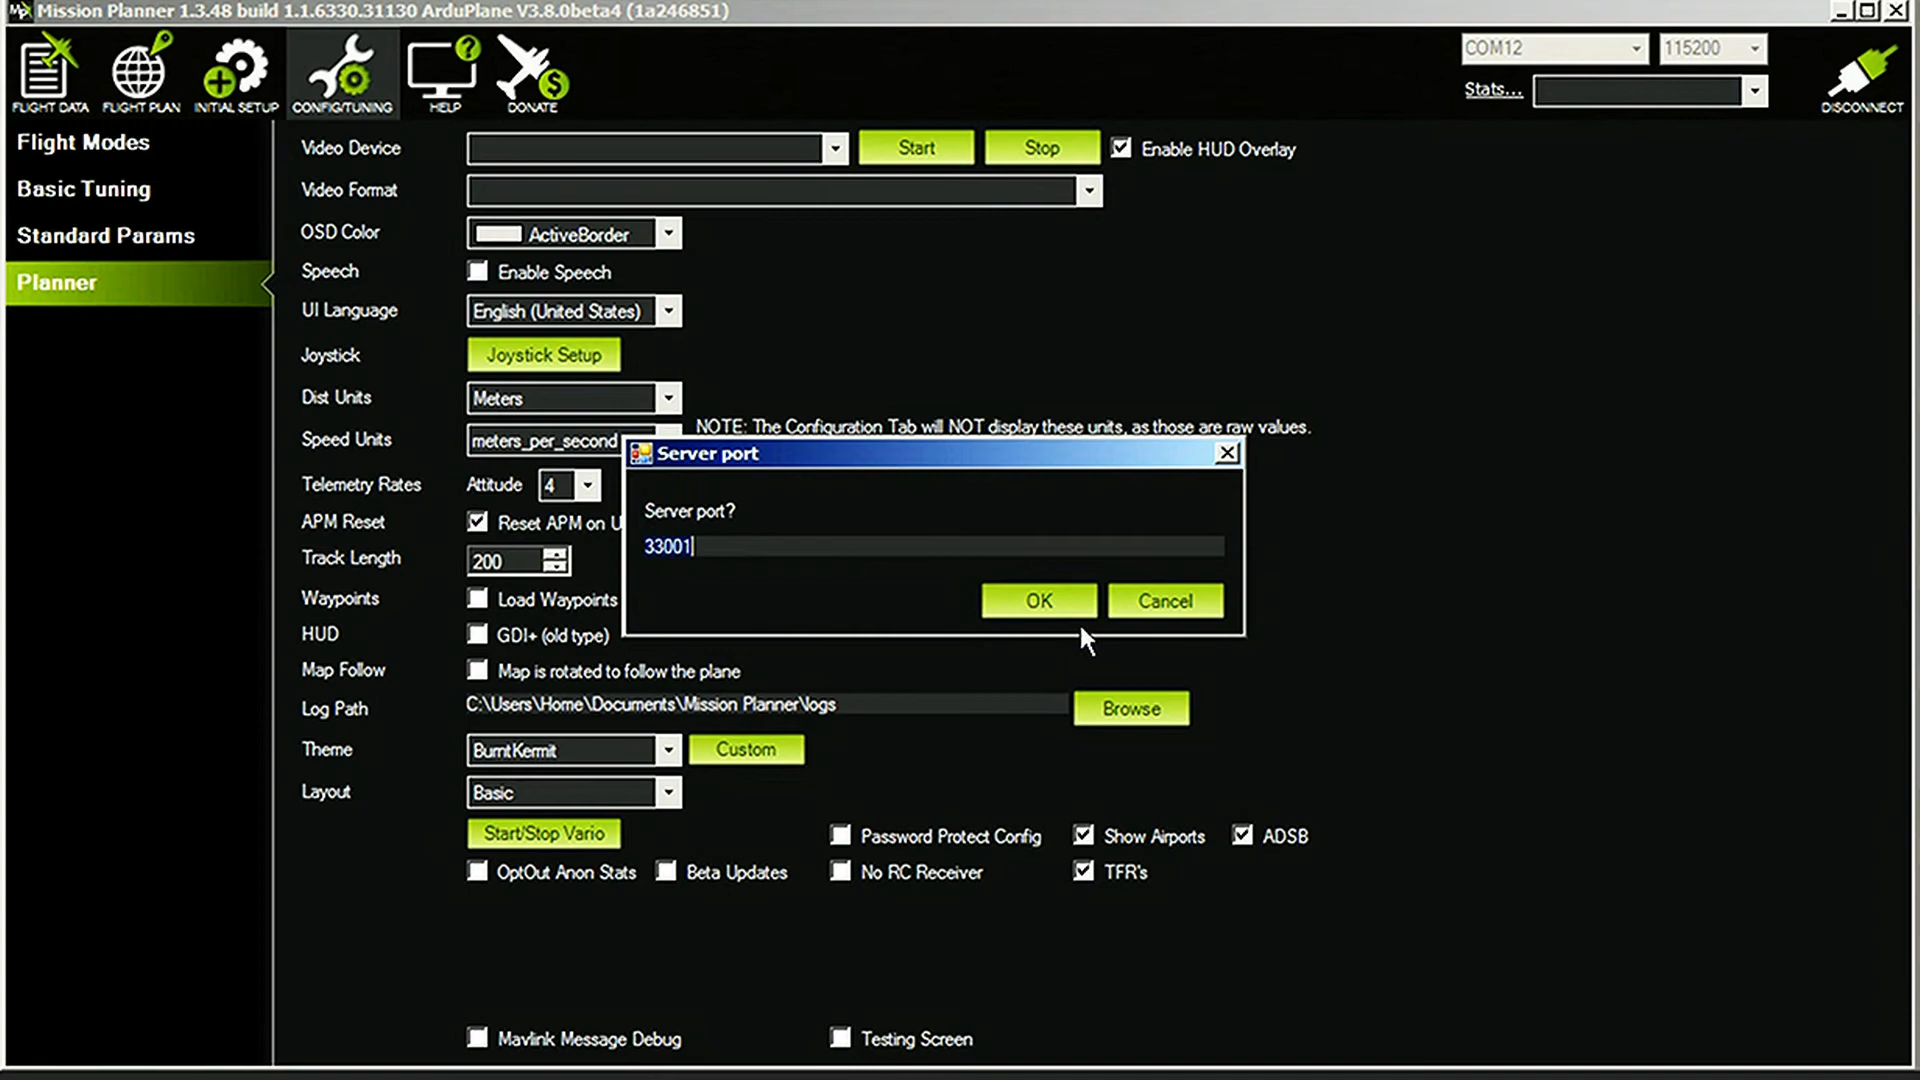 Mission Planner 1.3.48 build 1.1.6330.31130 ArduPlane V3.8.0beta4 (1a246851)
FLIGHT DATA
FLIGHT PLAN
INITIAL SETUP
CONFIG/TUNING
HELP
DONATE
COM12
115200
Stats...
DISCONNECT
Flight Modes
Basic Tuning
Standard Params
Planner
Video Device
Start
Stop
Enable HUD Overlay
Video Format
OSD Color
ActiveBorder
Speech
Enable Speech
UI Language
English (United States)
Joystick
Joystick Setup
Dist Units
Meters
NOTE: The Configuration Tab will NOT display these units, as those are raw values.
Speed Units
meters_per_second
Server port
Server port?
33001
OK
Cancel
Telemetry Rates
Attitude
4
APM Reset
Reset APM on U
Track Length
200
Waypoints
Load Waypoints
HUD
GDI+ (old type)
Map Follow
Map is rotated to follow the plane
Log Path
C:\Users\Home\Documents\Mission Planner\logs
Browse
Theme
BurntKermit
Custom
Layout
Basic
Start/Stop Vario
Password Protect Config
Show Airports
ADSB
OptOut Anon Stats
Beta Updates
No RC Receiver
TFR's
Mavlink Message Debug
Testing Screen